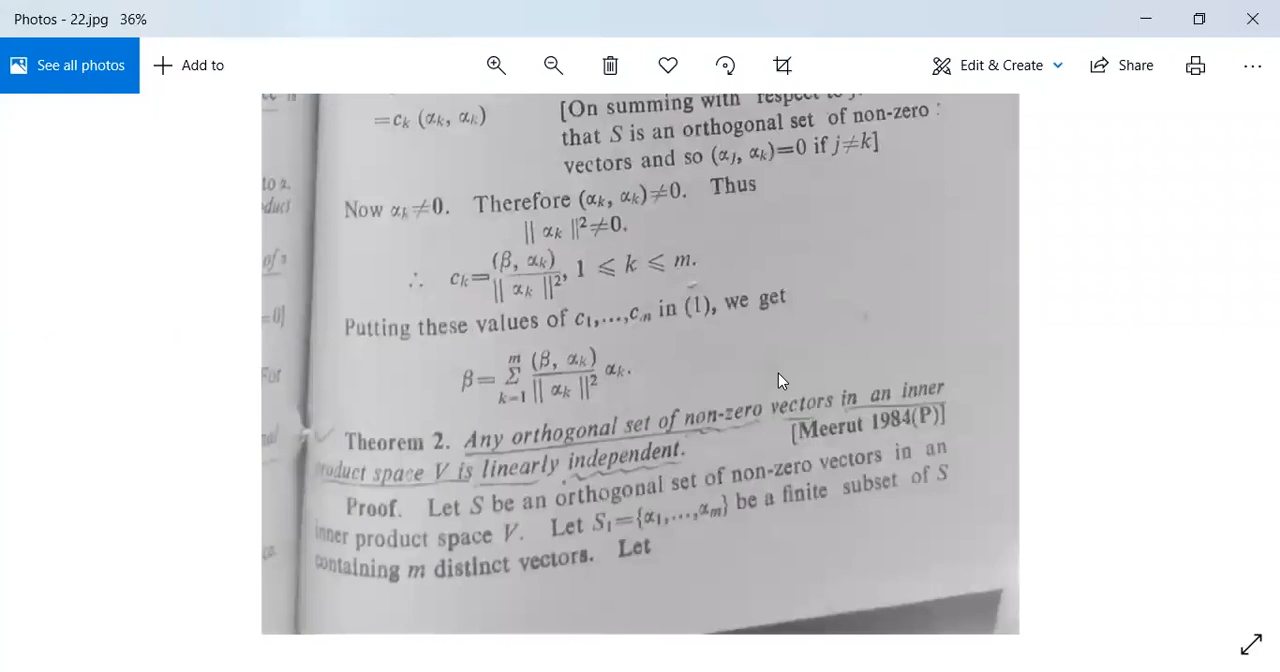 Photos - 22.jpg 36%
See all photos
Add to
Edit & Create
Share
=c_k (α_k, α_k)
[On summing with respect to
that S is an orthogonal set of non-zero
vectors and so (α_j, α_k)=0 if j≠k]
Now α_k≠0. Therefore (α_k, α_k)≠0. Thus
|| α_k ||²≠0.
∴ c_k=(β, α_k)/|| α_k ||², 1 ⩽ k ⩽ m.
Putting these values of c_1,...,c_m in (1), we get
β= Σ_{k=1}^{m} (β, α_k)/|| α_k ||² α_k.
Theorem 2. Any orthogonal set of non-zero vectors in an inner
product space V is linearly independent. [Meerut 1984(P)]
Proof. Let S be an orthogonal set of non-zero vectors in an
inner product space V. Let S_1={α_1,...,α_m} be a finite subset of S
containing m distinct vectors. Let
to α.
duct
of s
=0]
For